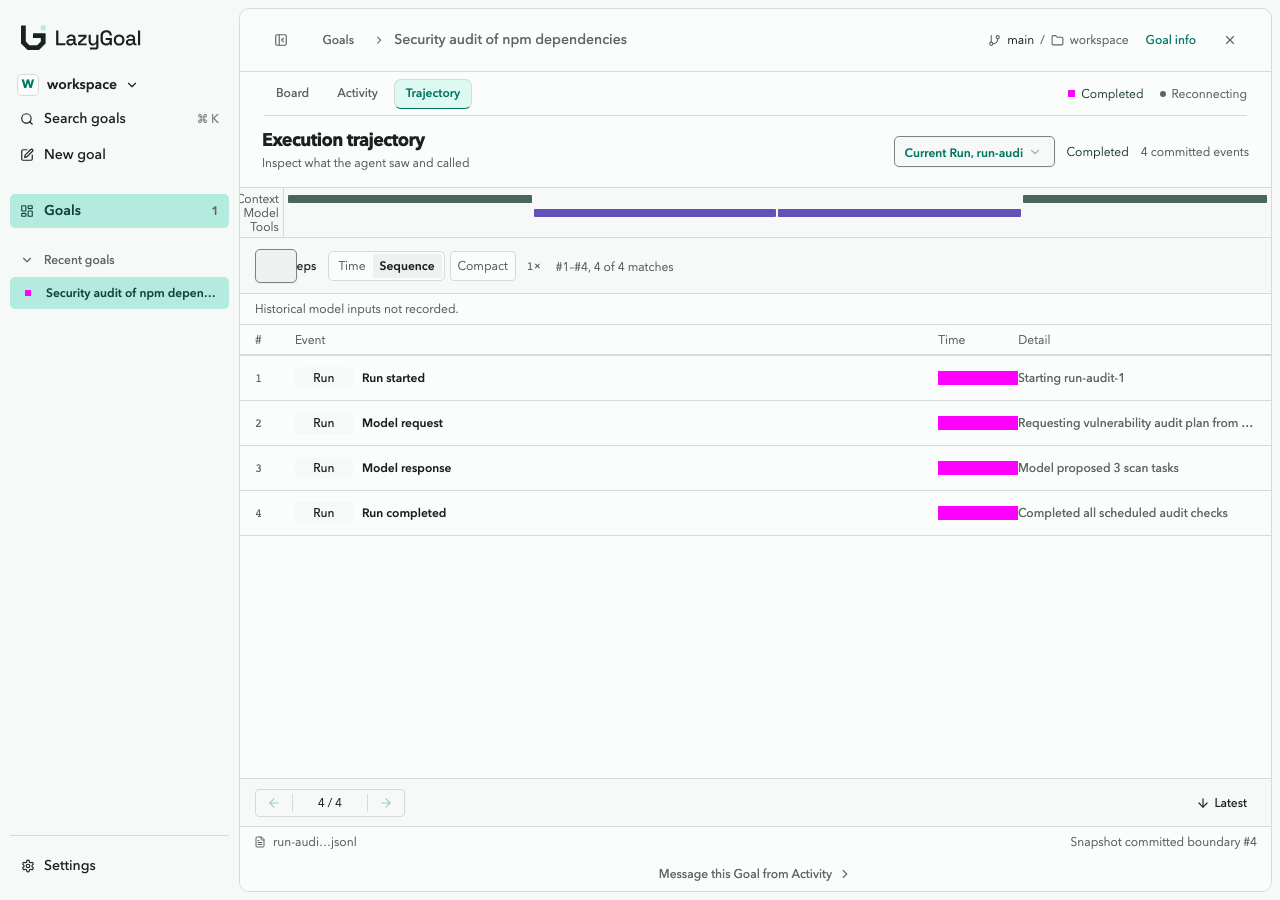 LazyGoal
W workspace
Search goals ⌘ K
New goal
Goals 1
Recent goals
Security audit of npm depen…
Settings
Goals > Security audit of npm dependencies
main / workspace Goal info
Board Activity Trajectory
Completed Reconnecting
Execution trajectory
Inspect what the agent saw and called
Current Run, run-audi
Completed 4 committed events
Context
Model
Tools
eps Time Sequence Compact 1× #1–#4, 4 of 4 matches
Historical model inputs not recorded.
# Event Time Detail
1 Run Run started Starting run-audit-1
2 Run Model request Requesting vulnerability audit plan from …
3 Run Model response Model proposed 3 scan tasks
4 Run Run completed Completed all scheduled audit checks
4 / 4
Latest
run-audi…jsonl
Snapshot committed boundary #4
Message this Goal from Activity